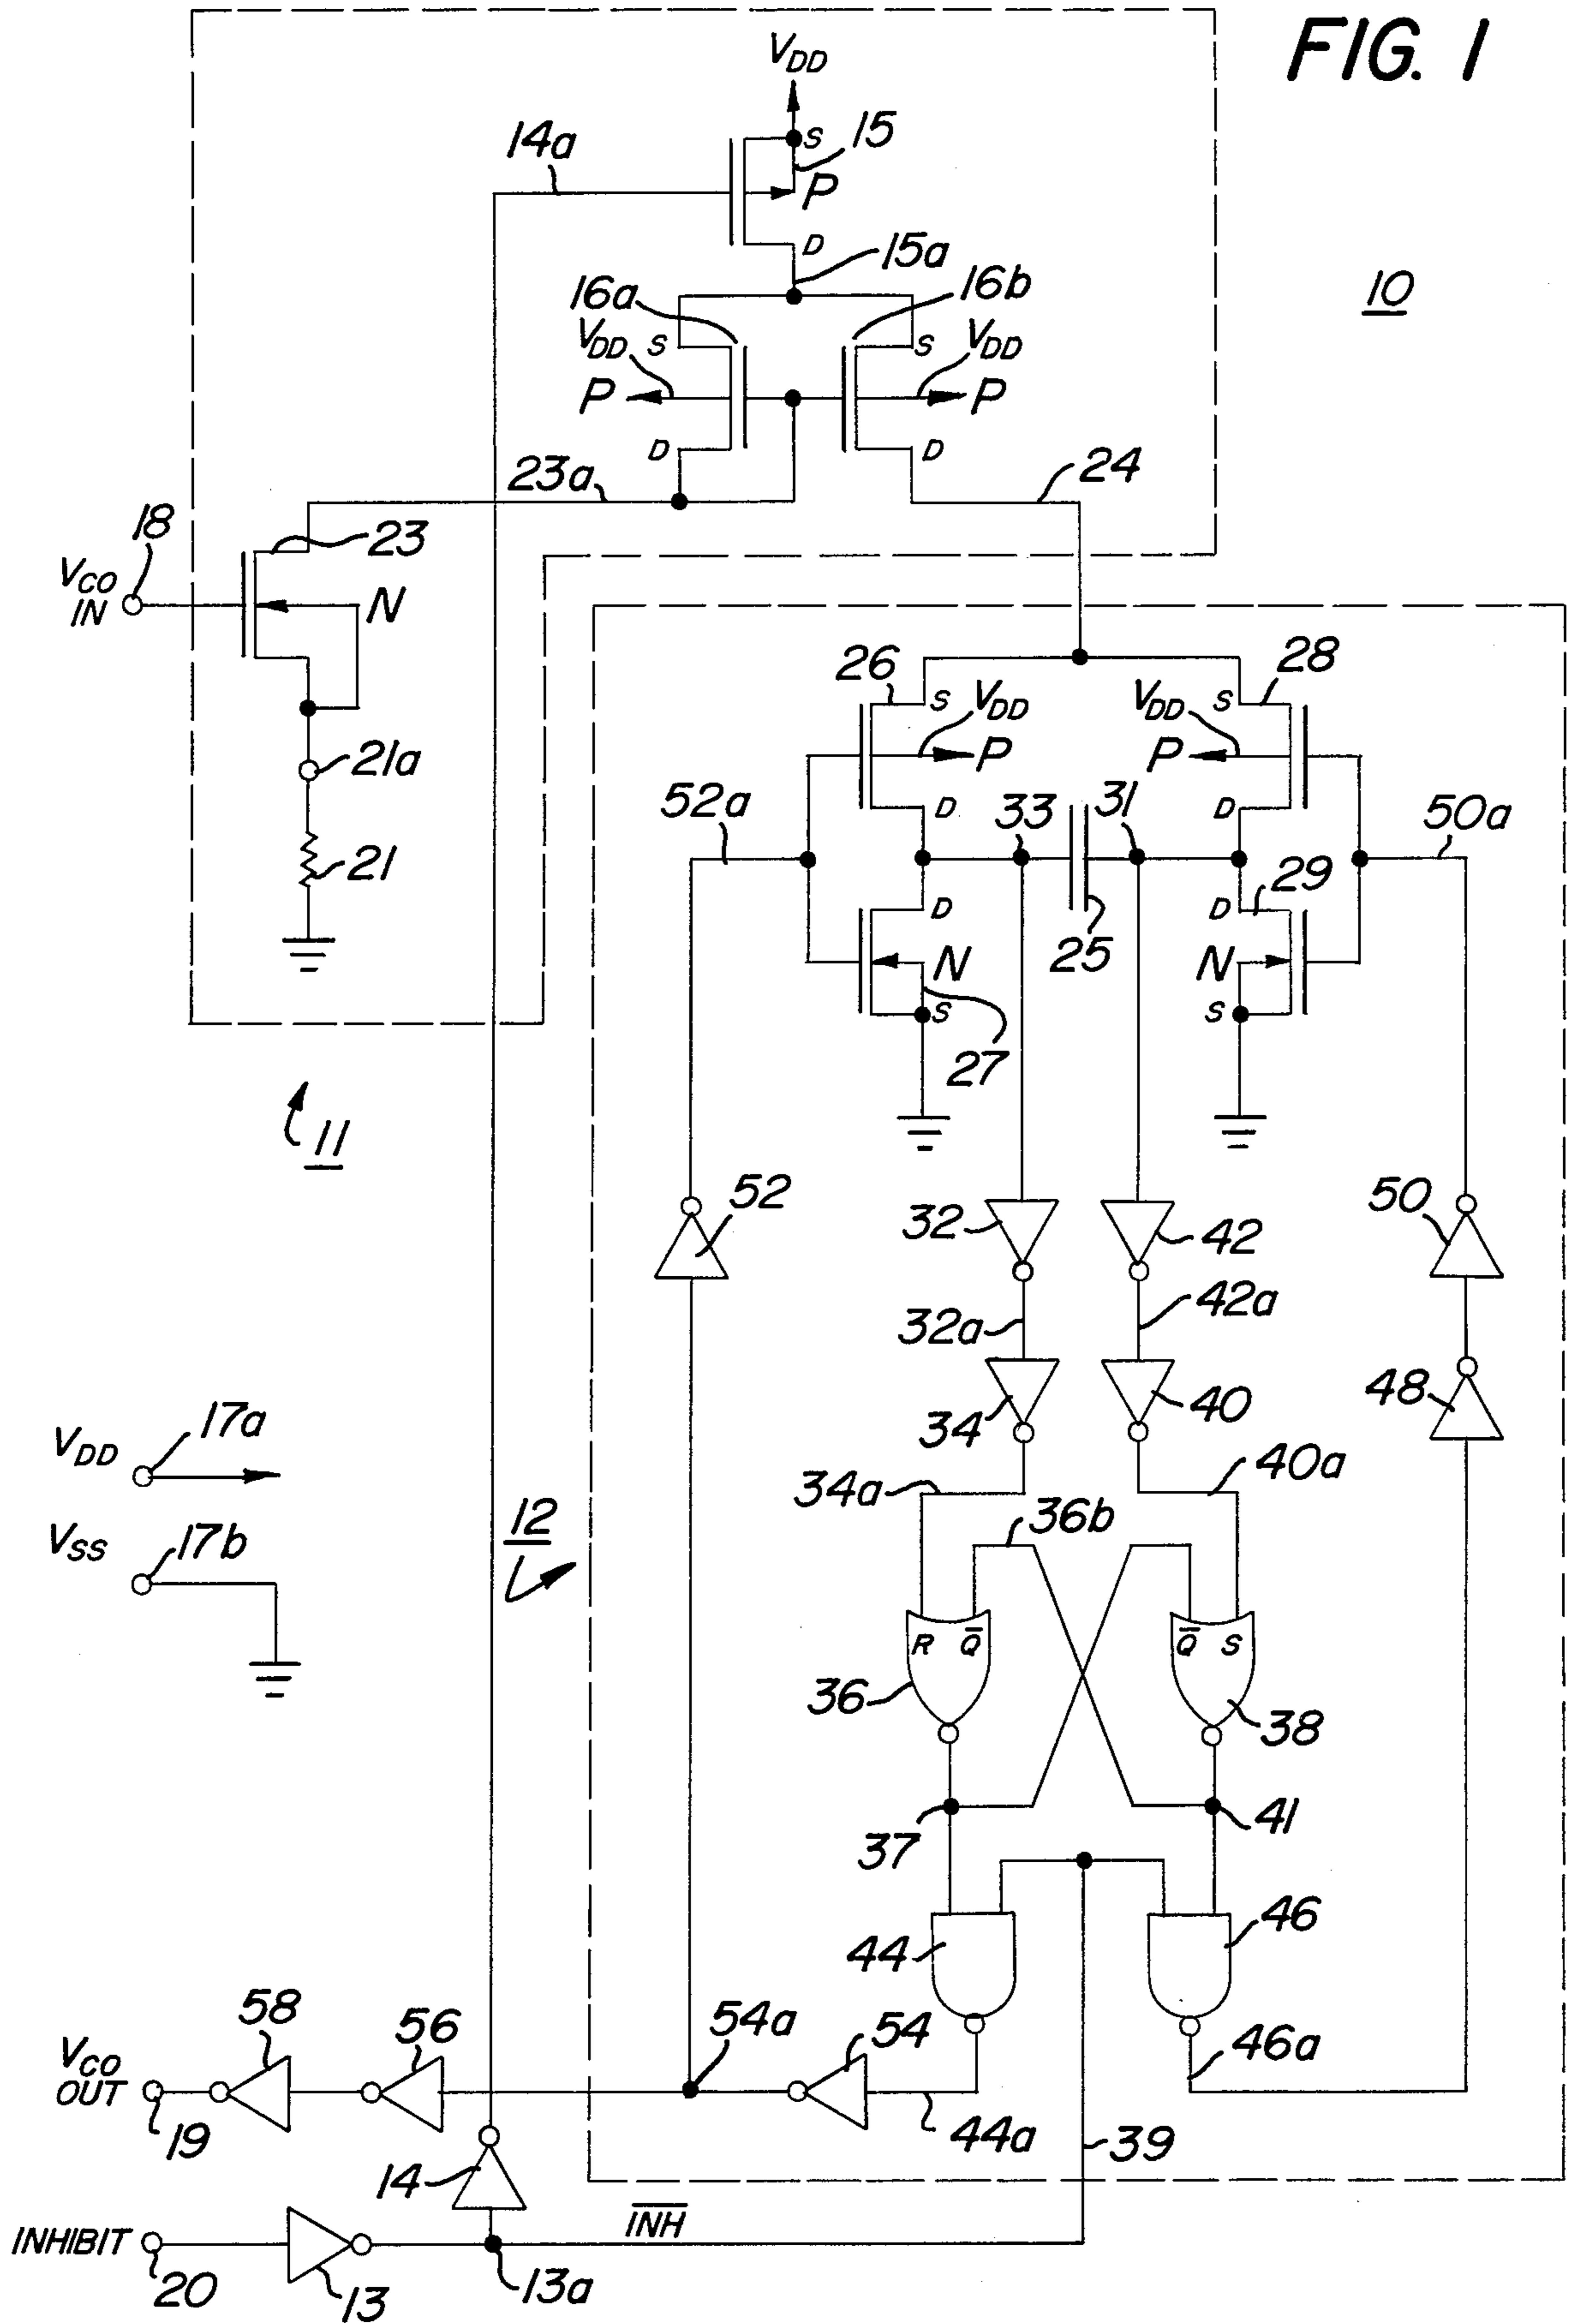 FIG. 1
VDD
S
15
14a
P
D
15a
10
16a
16b
VDD
S
S
VDD
P
P
D
D
23a
24
18
23
VCO
IN
N
26
28
S
VDD
VDD
S
P
P
21a
52a
D
33
31
D
50a
21
29
D
D
25
N
N
S
S
27
11
52
32
42
50
32a
42a
34
40
48
VDD
17a
34a
40a
VSS
17b
12
36b
R
Q̅
Q̅
S
36
38
37
41
44
46
58
56
54a
54
46a
VCO
OUT
19
44a
39
14
I̅N̅H̅
INHIBIT
20
13
13a